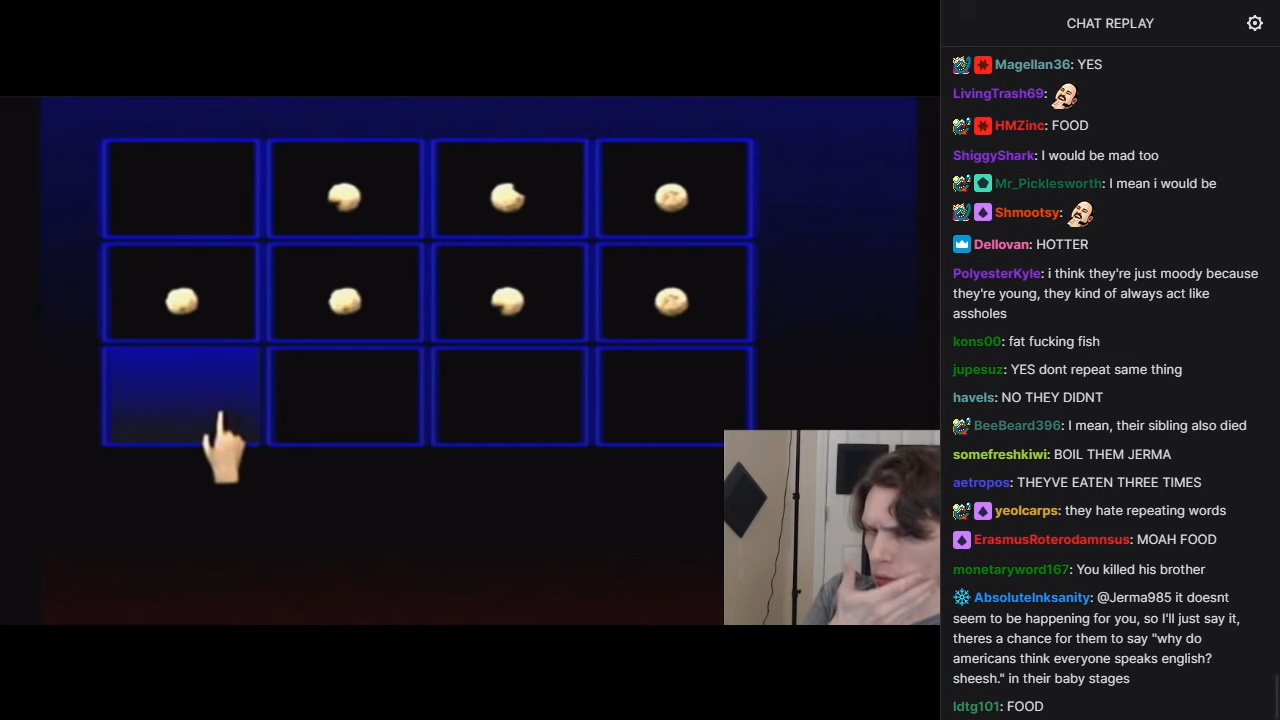 CHAT REPLAY
Magellan36: YES
LivingTrash69:
HMZinc: FOOD
ShiggyShark: I would be mad too
Mr_Picklesworth: I mean i would be
Shmootsy:
Dellovan: HOTTER
PolyesterKyle: i think they're just moody because
they're young, they kind of always act like
assholes
kons00: fat fucking fish
jupesuz: YES dont repeat same thing
havels: NO THEY DIDNT
BeeBeard396: I mean, their sibling also died
somefreshkiwi: BOIL THEM JERMA
aetropos: THEYVE EATEN THREE TIMES
yeolcarps: they hate repeating words
ErasmusRoterodamnsus: MOAH FOOD
monetaryword167: You killed his brother
AbsoluteInksanity: @Jerma985 it doesnt
seem to be happening for you, so I'll just say it,
theres a chance for them to say "why do
americans think everyone speaks english?
sheesh." in their baby stages
ldtg101: FOOD